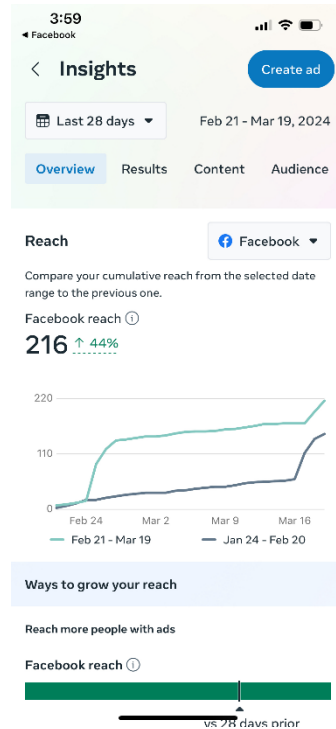 3:59
◀ Facebook
Insights
Create ad
Last 28 days
Feb 21 - Mar 19, 2024
Overview Results Content Audience
Reach
Facebook
Compare your cumulative reach from the selected date
range to the previous one.
Facebook reach
216 ↑ 44%
220
110
0
Feb 24 Mar 2 Mar 9 Mar 16
Feb 21 - Mar 19 Jan 24 - Feb 20
Ways to grow your reach
Reach more people with ads
Facebook reach
vs 28 days prior